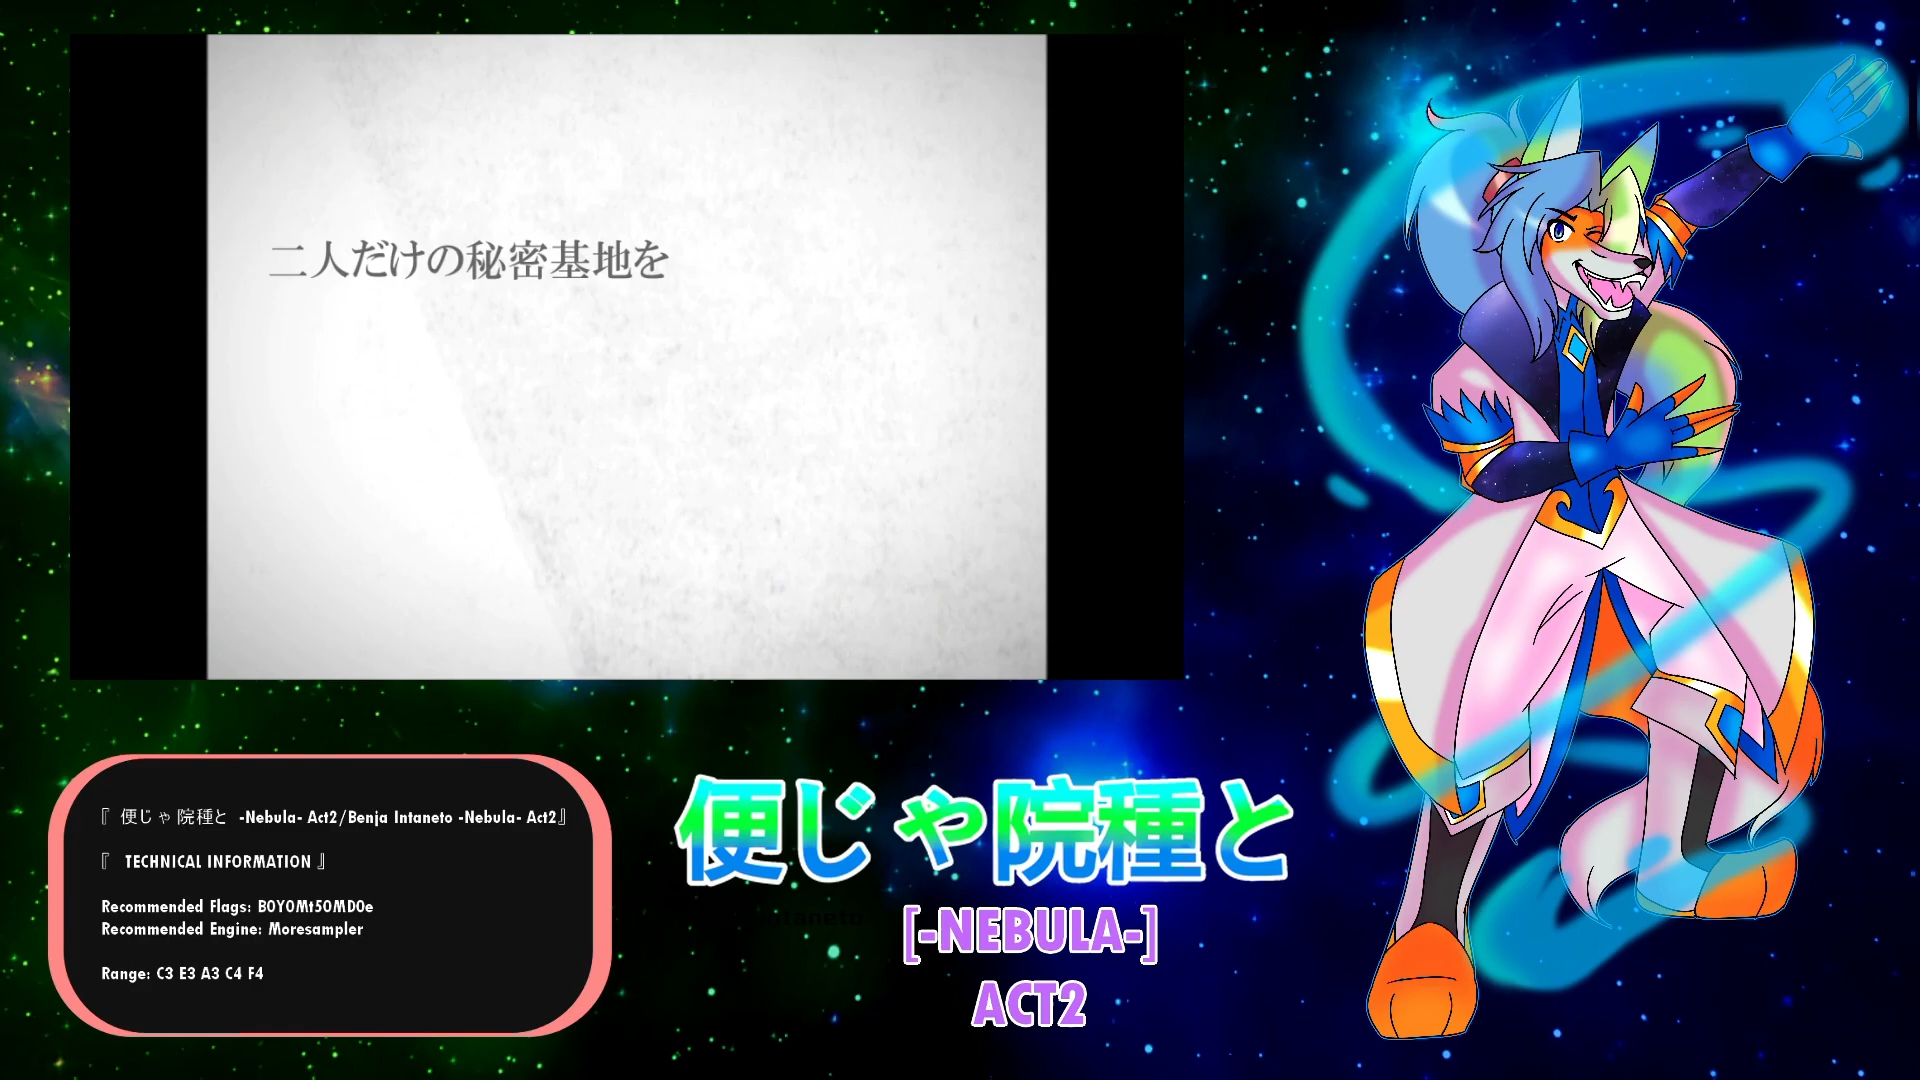 二人だけの秘密基地を
『 便じゃ院種と -Nebula- Act2/Benja Intaneto -Nebula- Act2』
『 TECHNICAL INFORMATION 』
Recommended Flags: B0Y0Mt50MD0e
Recommended Engine: Moresampler
Range: C3 E3 A3 C4 F4
便じゃ院種と
[-NEBULA-]
ACT2